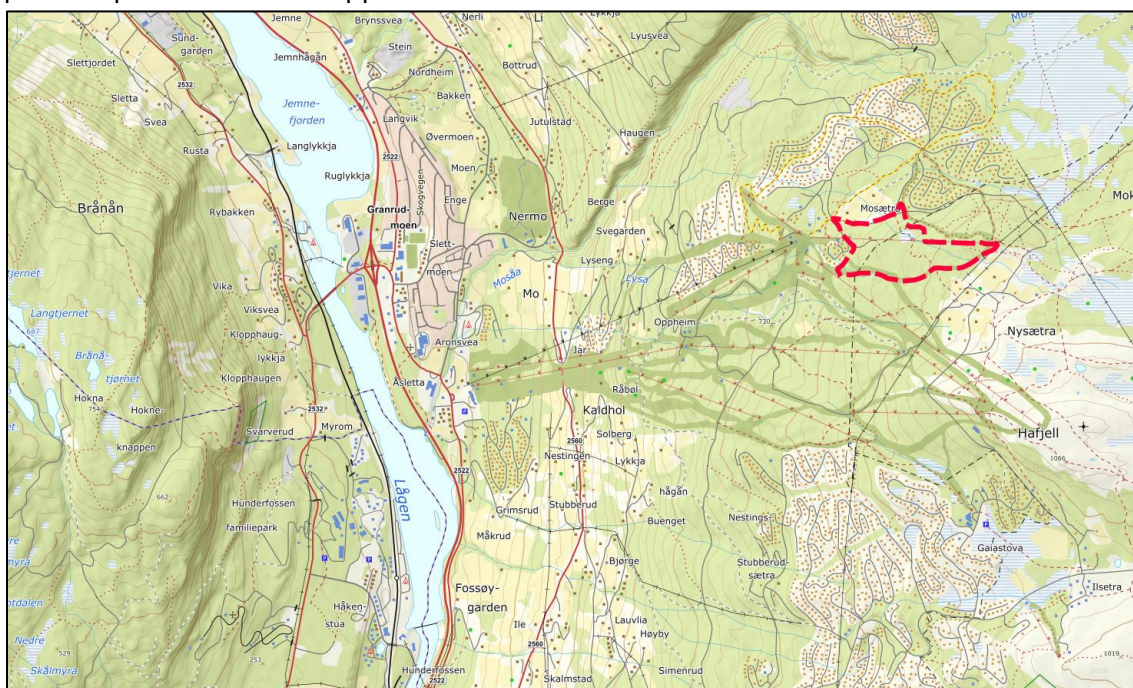 Jemne
Brynssvea
Nerli
Li
Lykkja
Sund-
garden
Stein
Lyusvea
Slettjordet
Jemnhågån
Bottrud
2532
Nordheim
Sletta
Jemne-
fjorden
Bakken
Svea
Langvik
Jutulstad
Haugen
Langlykkja
Øvermoen
Rusta
2522
Moen
Ruglykkja
Skogvegen
Enge
Berge
Mosætra
Brånån
Granrud-
moen
Nermo
Rybakken
Svegarden
Slett-
moen
Lyseng
Lysa
Vika
Mosåa
Mo
Langtjernet
687
Viksvea
Oppheim
730
Nysætra
Klopphaug-
lykkja
Aronsvea
Jar
Brånå-
tjørnet
Klopphaugen
Åsletta
Råbøl
Hokna
754
Hokne-
knappen
2532
Kaldhol
Svarverud
Myrom
2522
2560
Solberg
Hafjell
Nestingen
Lykkja
1066
662
Lågen
hågån
Hunderfossen
familiepark
Grimsrud
Stubberud
Buenget
Nestings-
Måkrud
Gaiastova
Bjørge
Stubberud-
sætra
Fossøy-
garden
Ilsetra
Håken-
stua
Ile
Lauvlia
Høyby
Nedre
Skålmyra
529
253
2560
1019
Hunderfossen
2522
Skalmstad
Simenrud